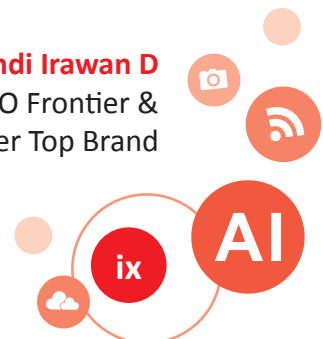 ndi Irawan D
O Frontier &
er Top Brand
AI
ix